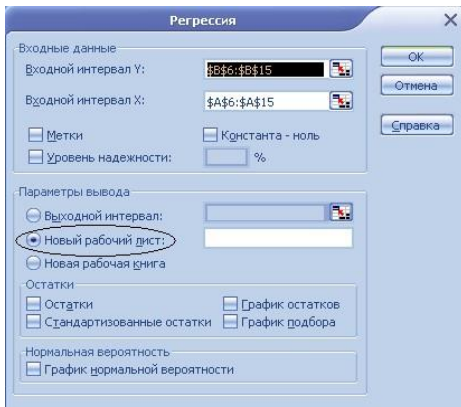 Регрессия
Входные данные
Входной интервал Y: $B$6:$B$15
Входной интервал X: $A$6:$A$15
Метки Константа - ноль
Уровень надежности: %
Параметры вывода
Выходной интервал:
Новый рабочий лист:
Новая рабочая книга
Остатки
Остатки График остатков
Стандартизованные остатки График подбора
Нормальная вероятность
График нормальной вероятности
ОК
Отмена
Справка